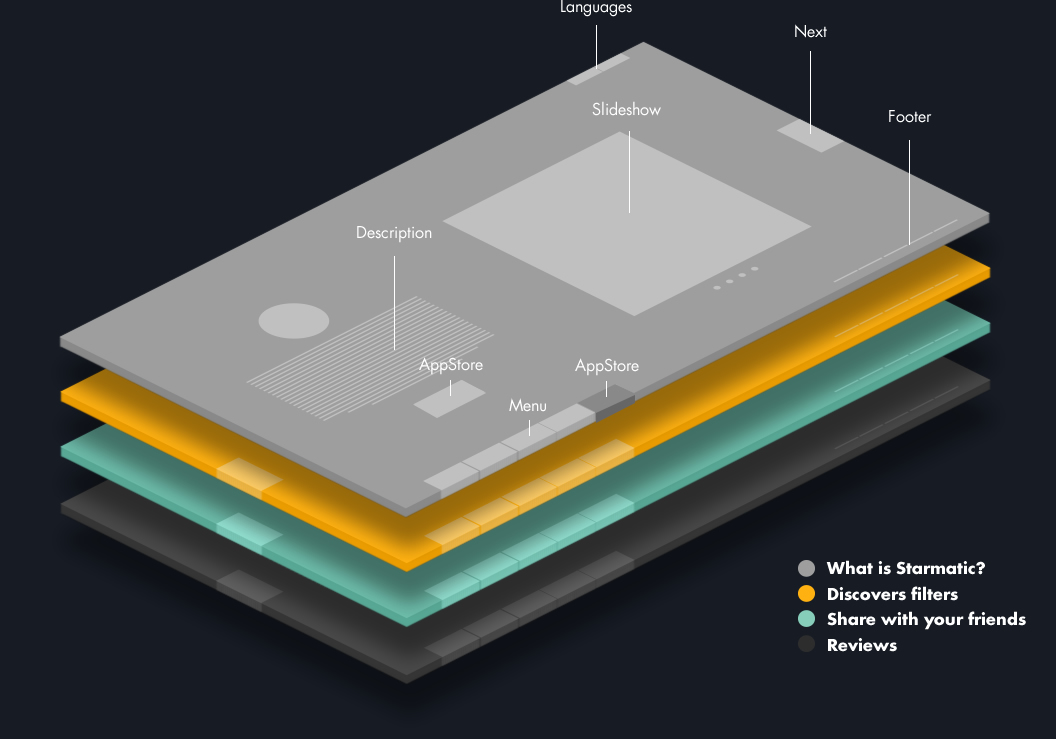 Languages
Next
Slideshow
Footer
Description
AppStore
AppStore
Menu
What is Starmatic?
Discovers filters
Share with your friends
Reviews